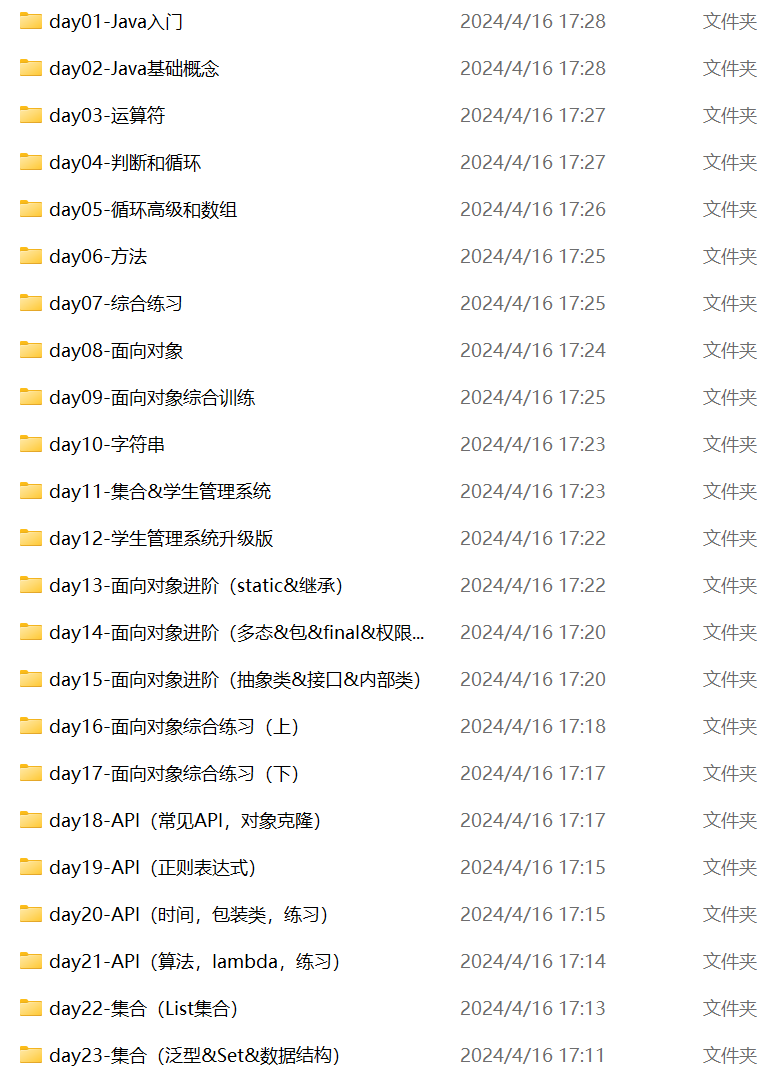 day01-Java入门 2024/4/16 17:28 文件夹
day02-Java基础概念 2024/4/16 17:28 文件夹
day03-运算符 2024/4/16 17:27 文件夹
day04-判断和循环 2024/4/16 17:27 文件夹
day05-循环高级和数组 2024/4/16 17:26 文件夹
day06-方法 2024/4/16 17:25 文件夹
day07-综合练习 2024/4/16 17:25 文件夹
day08-面向对象 2024/4/16 17:24 文件夹
day09-面向对象综合训练 2024/4/16 17:25 文件夹
day10-字符串 2024/4/16 17:23 文件夹
day11-集合&学生管理系统 2024/4/16 17:23 文件夹
day12-学生管理系统升级版 2024/4/16 17:22 文件夹
day13-面向对象进阶（static&继承） 2024/4/16 17:22 文件夹
day14-面向对象进阶（多态&包&final&权限... 2024/4/16 17:20 文件夹
day15-面向对象进阶（抽象类&接口&内部类） 2024/4/16 17:20 文件夹
day16-面向对象综合练习（上） 2024/4/16 17:18 文件夹
day17-面向对象综合练习（下） 2024/4/16 17:17 文件夹
day18-API（常见API，对象克隆） 2024/4/16 17:17 文件夹
day19-API（正则表达式） 2024/4/16 17:15 文件夹
day20-API（时间，包装类，练习） 2024/4/16 17:15 文件夹
day21-API（算法，lambda，练习） 2024/4/16 17:14 文件夹
day22-集合（List集合） 2024/4/16 17:13 文件夹
day23-集合（泛型&Set&数据结构） 2024/4/16 17:11 文件夹